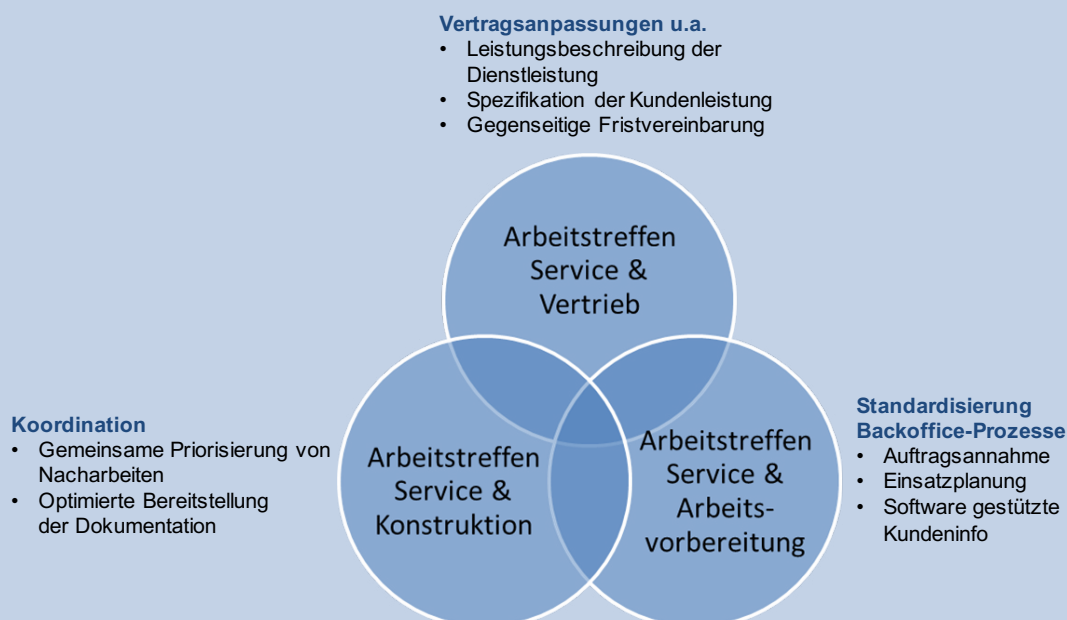 Vertragsanpassungen u.a.
• Leistungsbeschreibung der
Dienstleistung
• Spezifikation der Kundenleistung
• Gegenseitige Fristvereinbarung
Arbeitstreffen
Service &
Vertrieb
Koordination
• Gemeinsame Priorisierung von
Nacharbeiten
• Optimierte Bereitstellung
der Dokumentation
Arbeitstreffen
Service &
Konstruktion
Arbeitstreffen
Service &
Arbeits-
vorbereitung
Standardisierung
Backoffice-Prozesse
• Auftragsannahme
• Einsatzplanung
• Software gestützte
Kundeninfo